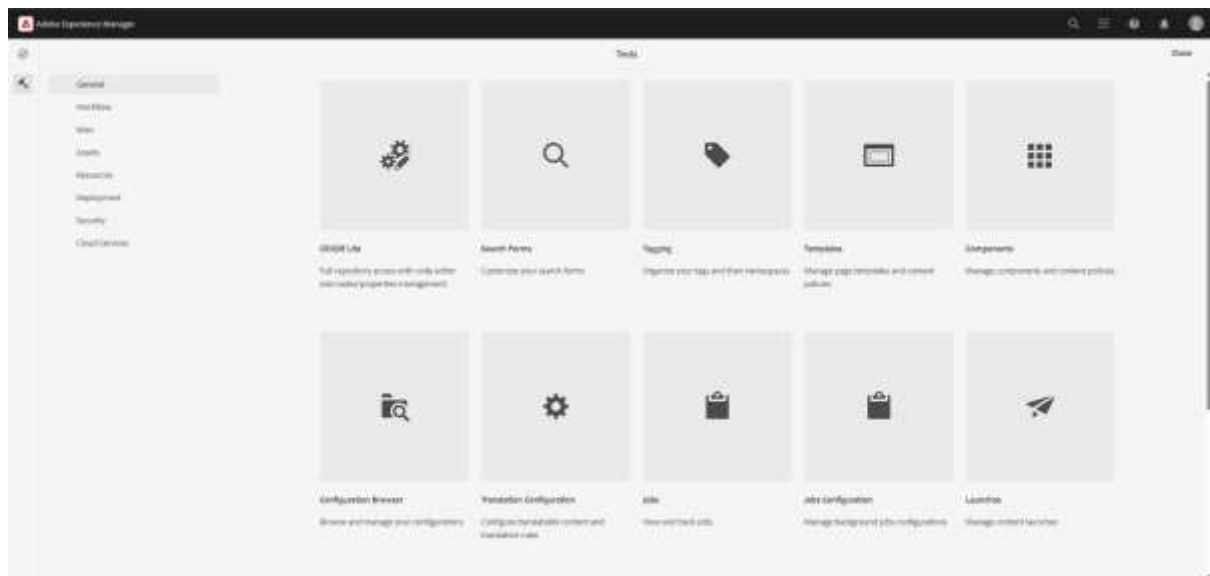 Adobe Experience Manager
Tools
Close
General
Workflow
Sites
Assets
Resources
Deployment
Security
Cloud Services
CRXDE Lite
Full repository access with code editor
and nodes/properties management
Search Forms
Customize your search forms
Tagging
Organize your tags and their namespaces
Templates
Manage page templates and content
policies
Components
Manage components and content policies
Configuration Browser
Browse and manage your configurations
Translation Configuration
Configure translatable content and
translation rules
Jobs
View and track jobs
Jobs Configuration
Manage background jobs configurations
Launches
Manage content launches